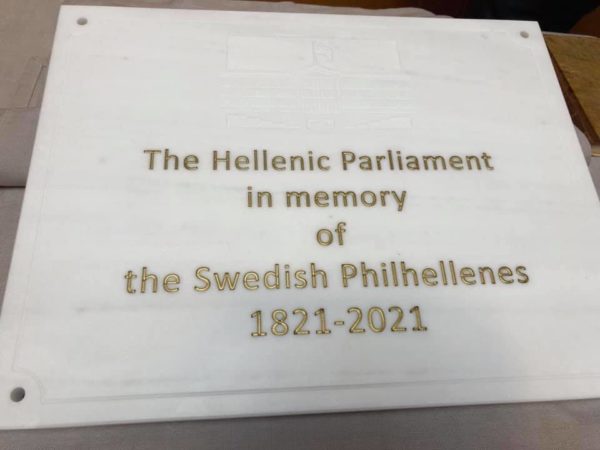 The Hellenic Parliament
in memory
of
the Swedish Philhellenes
1821-2021